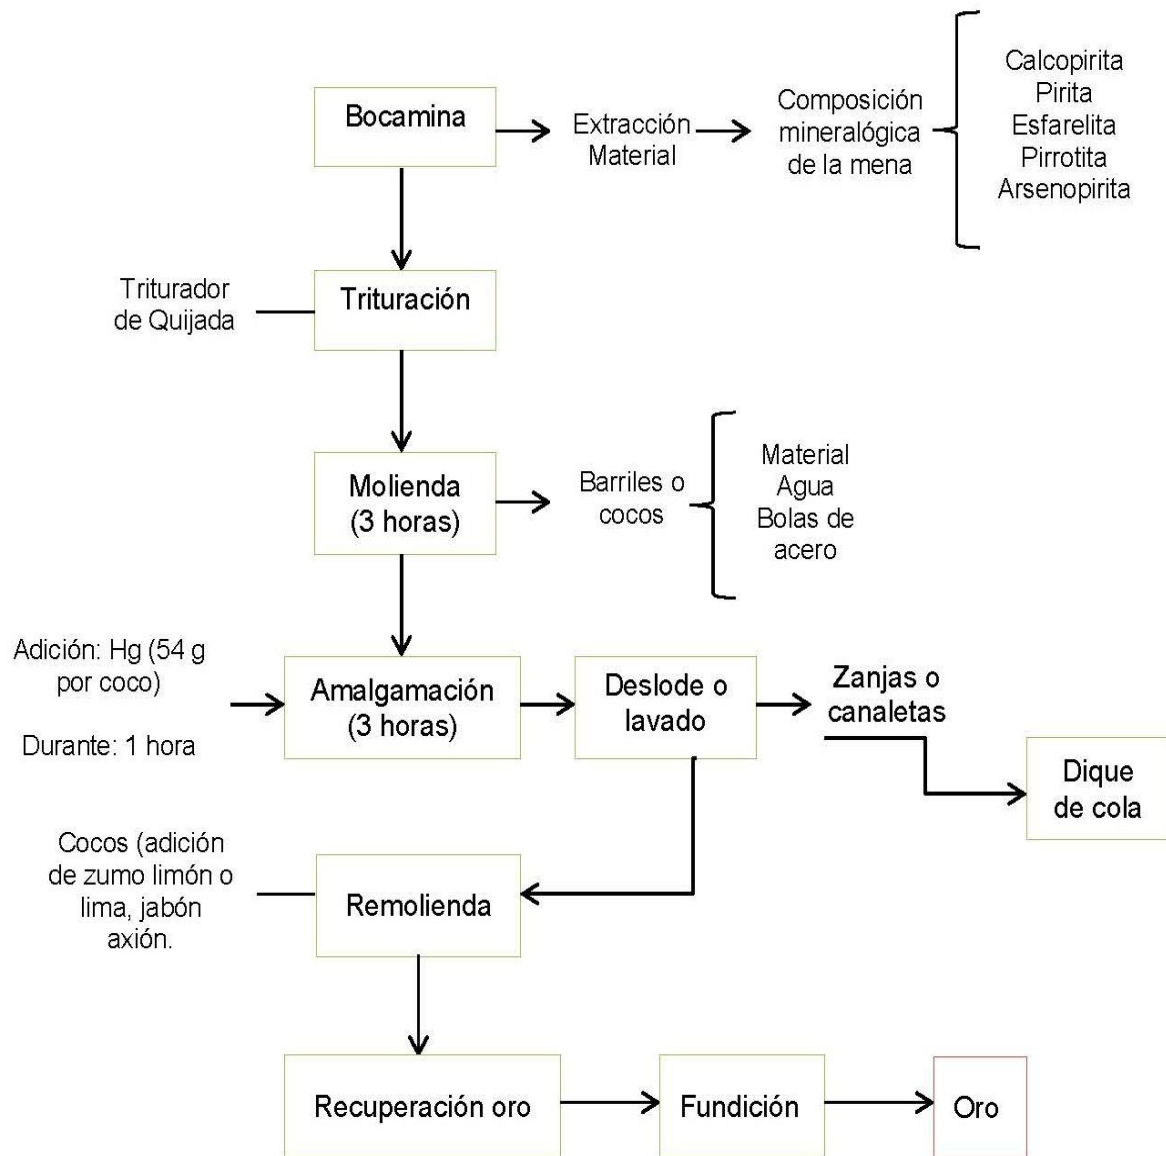 Bocamina
Extracción
Material
Composición
mineralógica
de la mena
Calcopirita
Pirita
Esfarelita
Pirrotita
Arsenopirita
Triturador
de Quijada
Trituración
Molienda
(3 horas)
Barriles o
cocos
Material
Agua
Bolas de
acero
Adición: Hg (54 g
por coco)
Durante: 1 hora
Amalgamación
(3 horas)
Deslode o
lavado
Zanjas o
canaletas
Dique
de cola
Cocos (adición
de zumo limón o
lima, jabón
axión.
Remolienda
Recuperación oro
Fundición
Oro